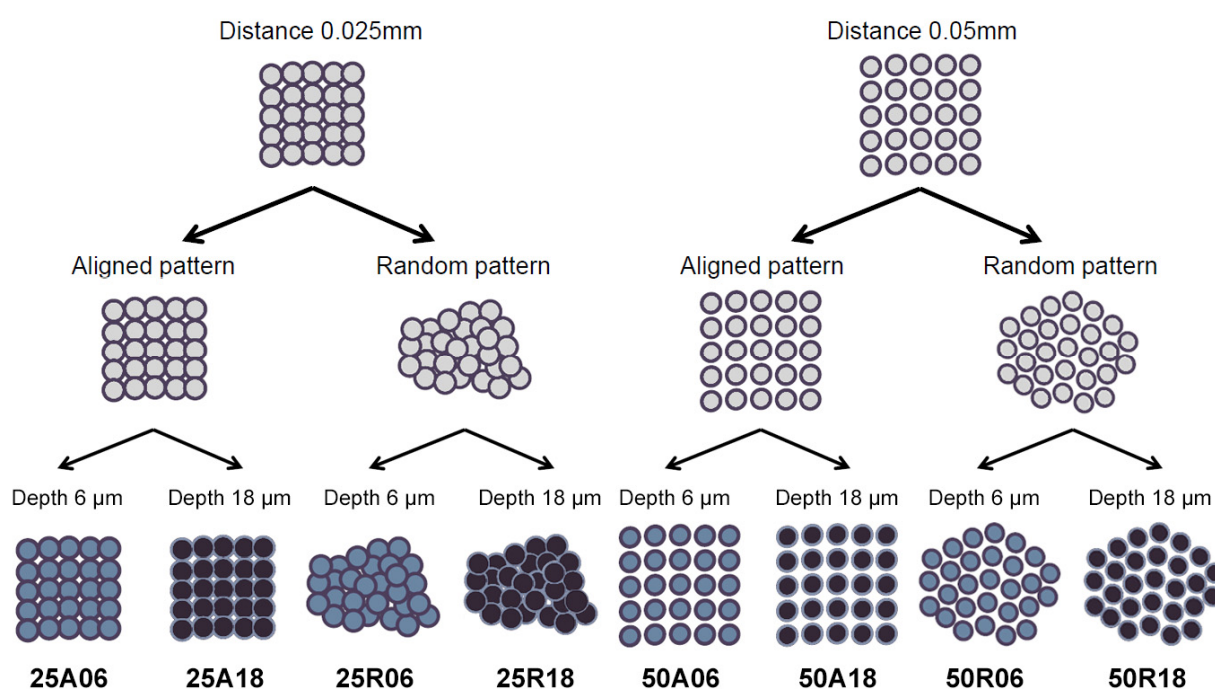 Distance 0.025mm
Distance 0.05mm
Aligned pattern
Random pattern
Aligned pattern
Random pattern
Depth 6 µm
Depth 18 µm
Depth 6 µm
Depth 18 µm
Depth 6 µm
Depth 18 µm
Depth 6 µm
Depth 18 µm
25A06
25A18
25R06
25R18
50A06
50A18
50R06
50R18